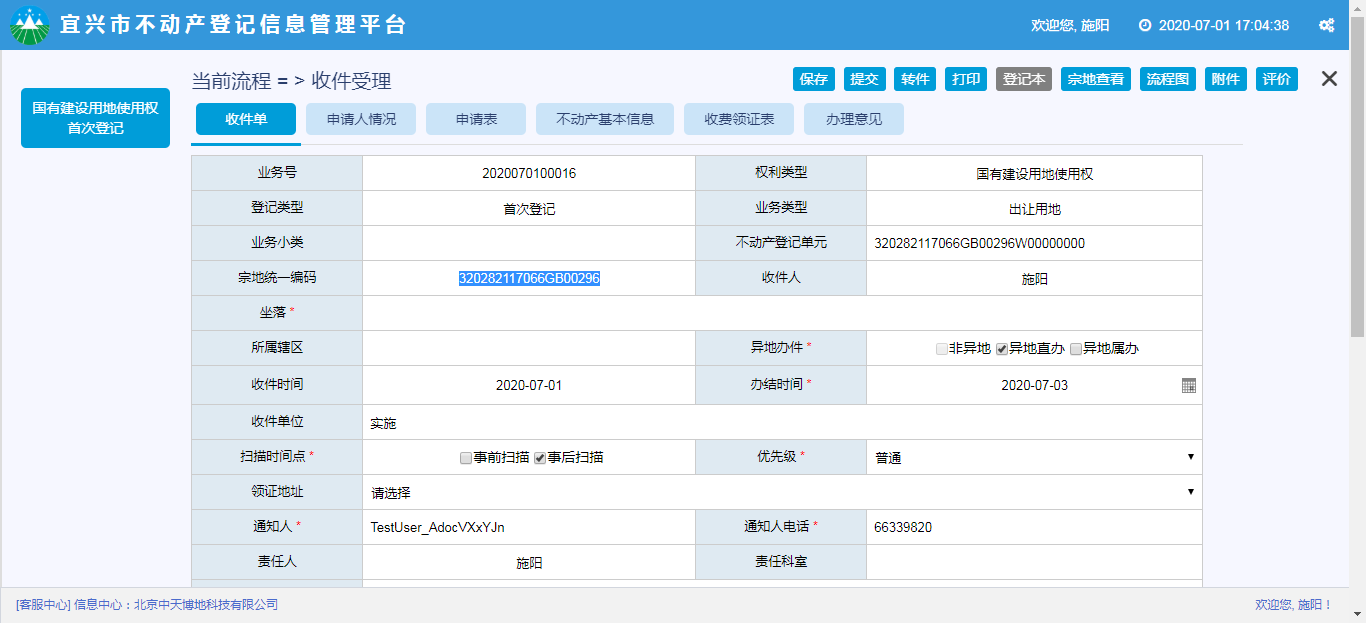 宜兴市不动产登记信息管理平台
欢迎您, 施阳
2020-07-01 17:04:38
国有建设用地使用权
首次登记
当前流程 = > 收件受理
保存 提交 转件 打印 登记本 宗地查看 流程图 附件 评价
收件单 申请人情况 申请表 不动产基本信息 收费领证表 办理意见
业务号 2020070100016 权利类型 国有建设用地使用权
登记类型 首次登记 业务类型 出让用地
业务小类 不动产登记单元 320282117066GB00296W00000000
宗地统一编码 320282117066GB00296 收件人 施阳
坐落 *
所属辖区 异地办件 * 非异地 异地直办 异地属办
收件时间 2020-07-01 办结时间 * 2020-07-03
收件单位 实施
扫描时间点 * 事前扫描 事后扫描 优先级 * 普通
领证地址 请选择
通知人 * TestUser_AdocVXxYJn 通知人电话 * 66339820
责任人 施阳 责任科室
[客服中心] 信息中心：北京中天博地科技有限公司
欢迎您, 施阳！